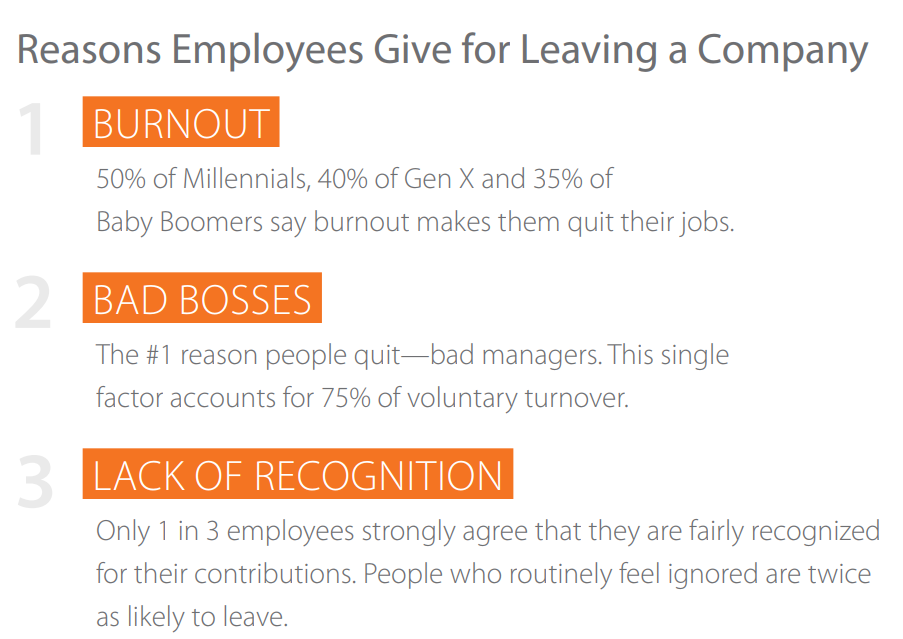 Reasons Employees Give for Leaving a Company
1
BURNOUT
50% of Millennials, 40% of Gen X and 35% of
Baby Boomers say burnout makes them quit their jobs.
2
BAD BOSSES
The #1 reason people quit—bad managers. This single
factor accounts for 75% of voluntary turnover.
3
LACK OF RECOGNITION
Only 1 in 3 employees strongly agree that they are fairly recognized
for their contributions. People who routinely feel ignored are twice
as likely to leave.